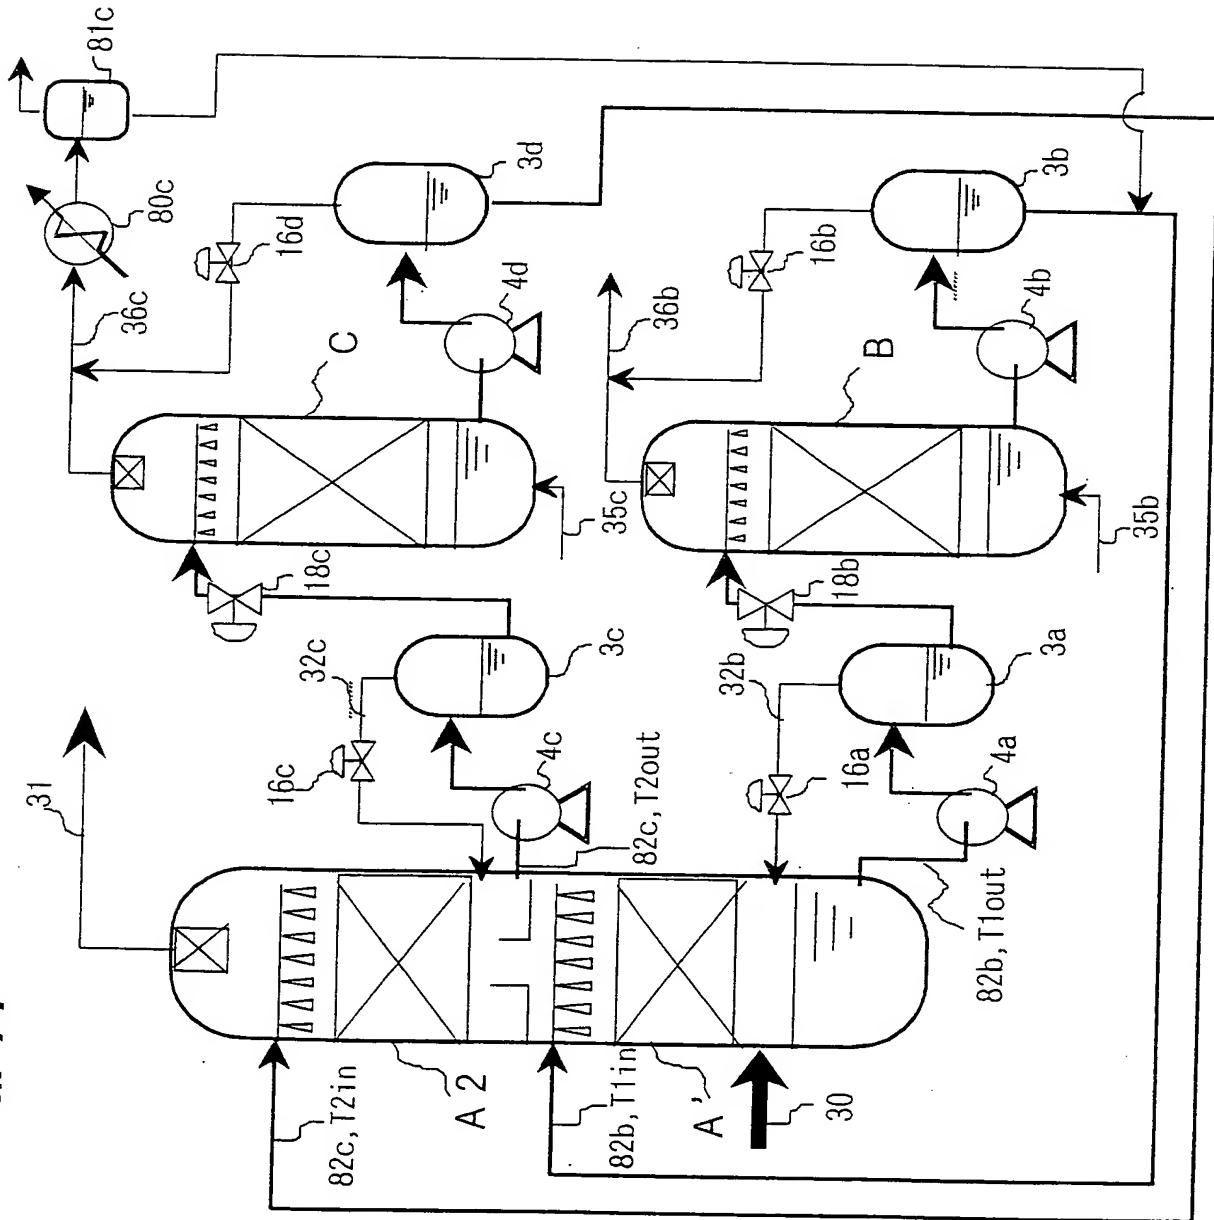 81c
80c
36c
16d
3d
C
4d
36b
16b
3b
4b
B
35c
18c
35b
18b
32c
3c
32b
3a
16c
4c
16a
4a
31
82c, T2out
82b, T1out
82c, T2in
A 2
82b, T1in
A'
30